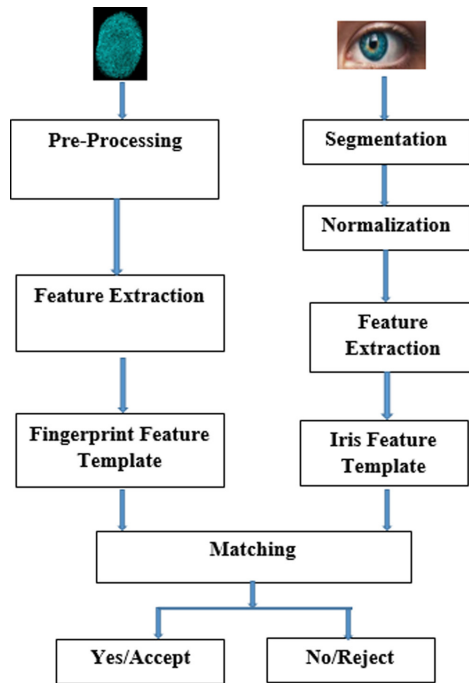 Pre-Processing
Segmentation
Normalization
Feature Extraction
Feature
Extraction
Fingerprint Feature
Template
Iris Feature
Template
Matching
Yes/Accept
No/Reject